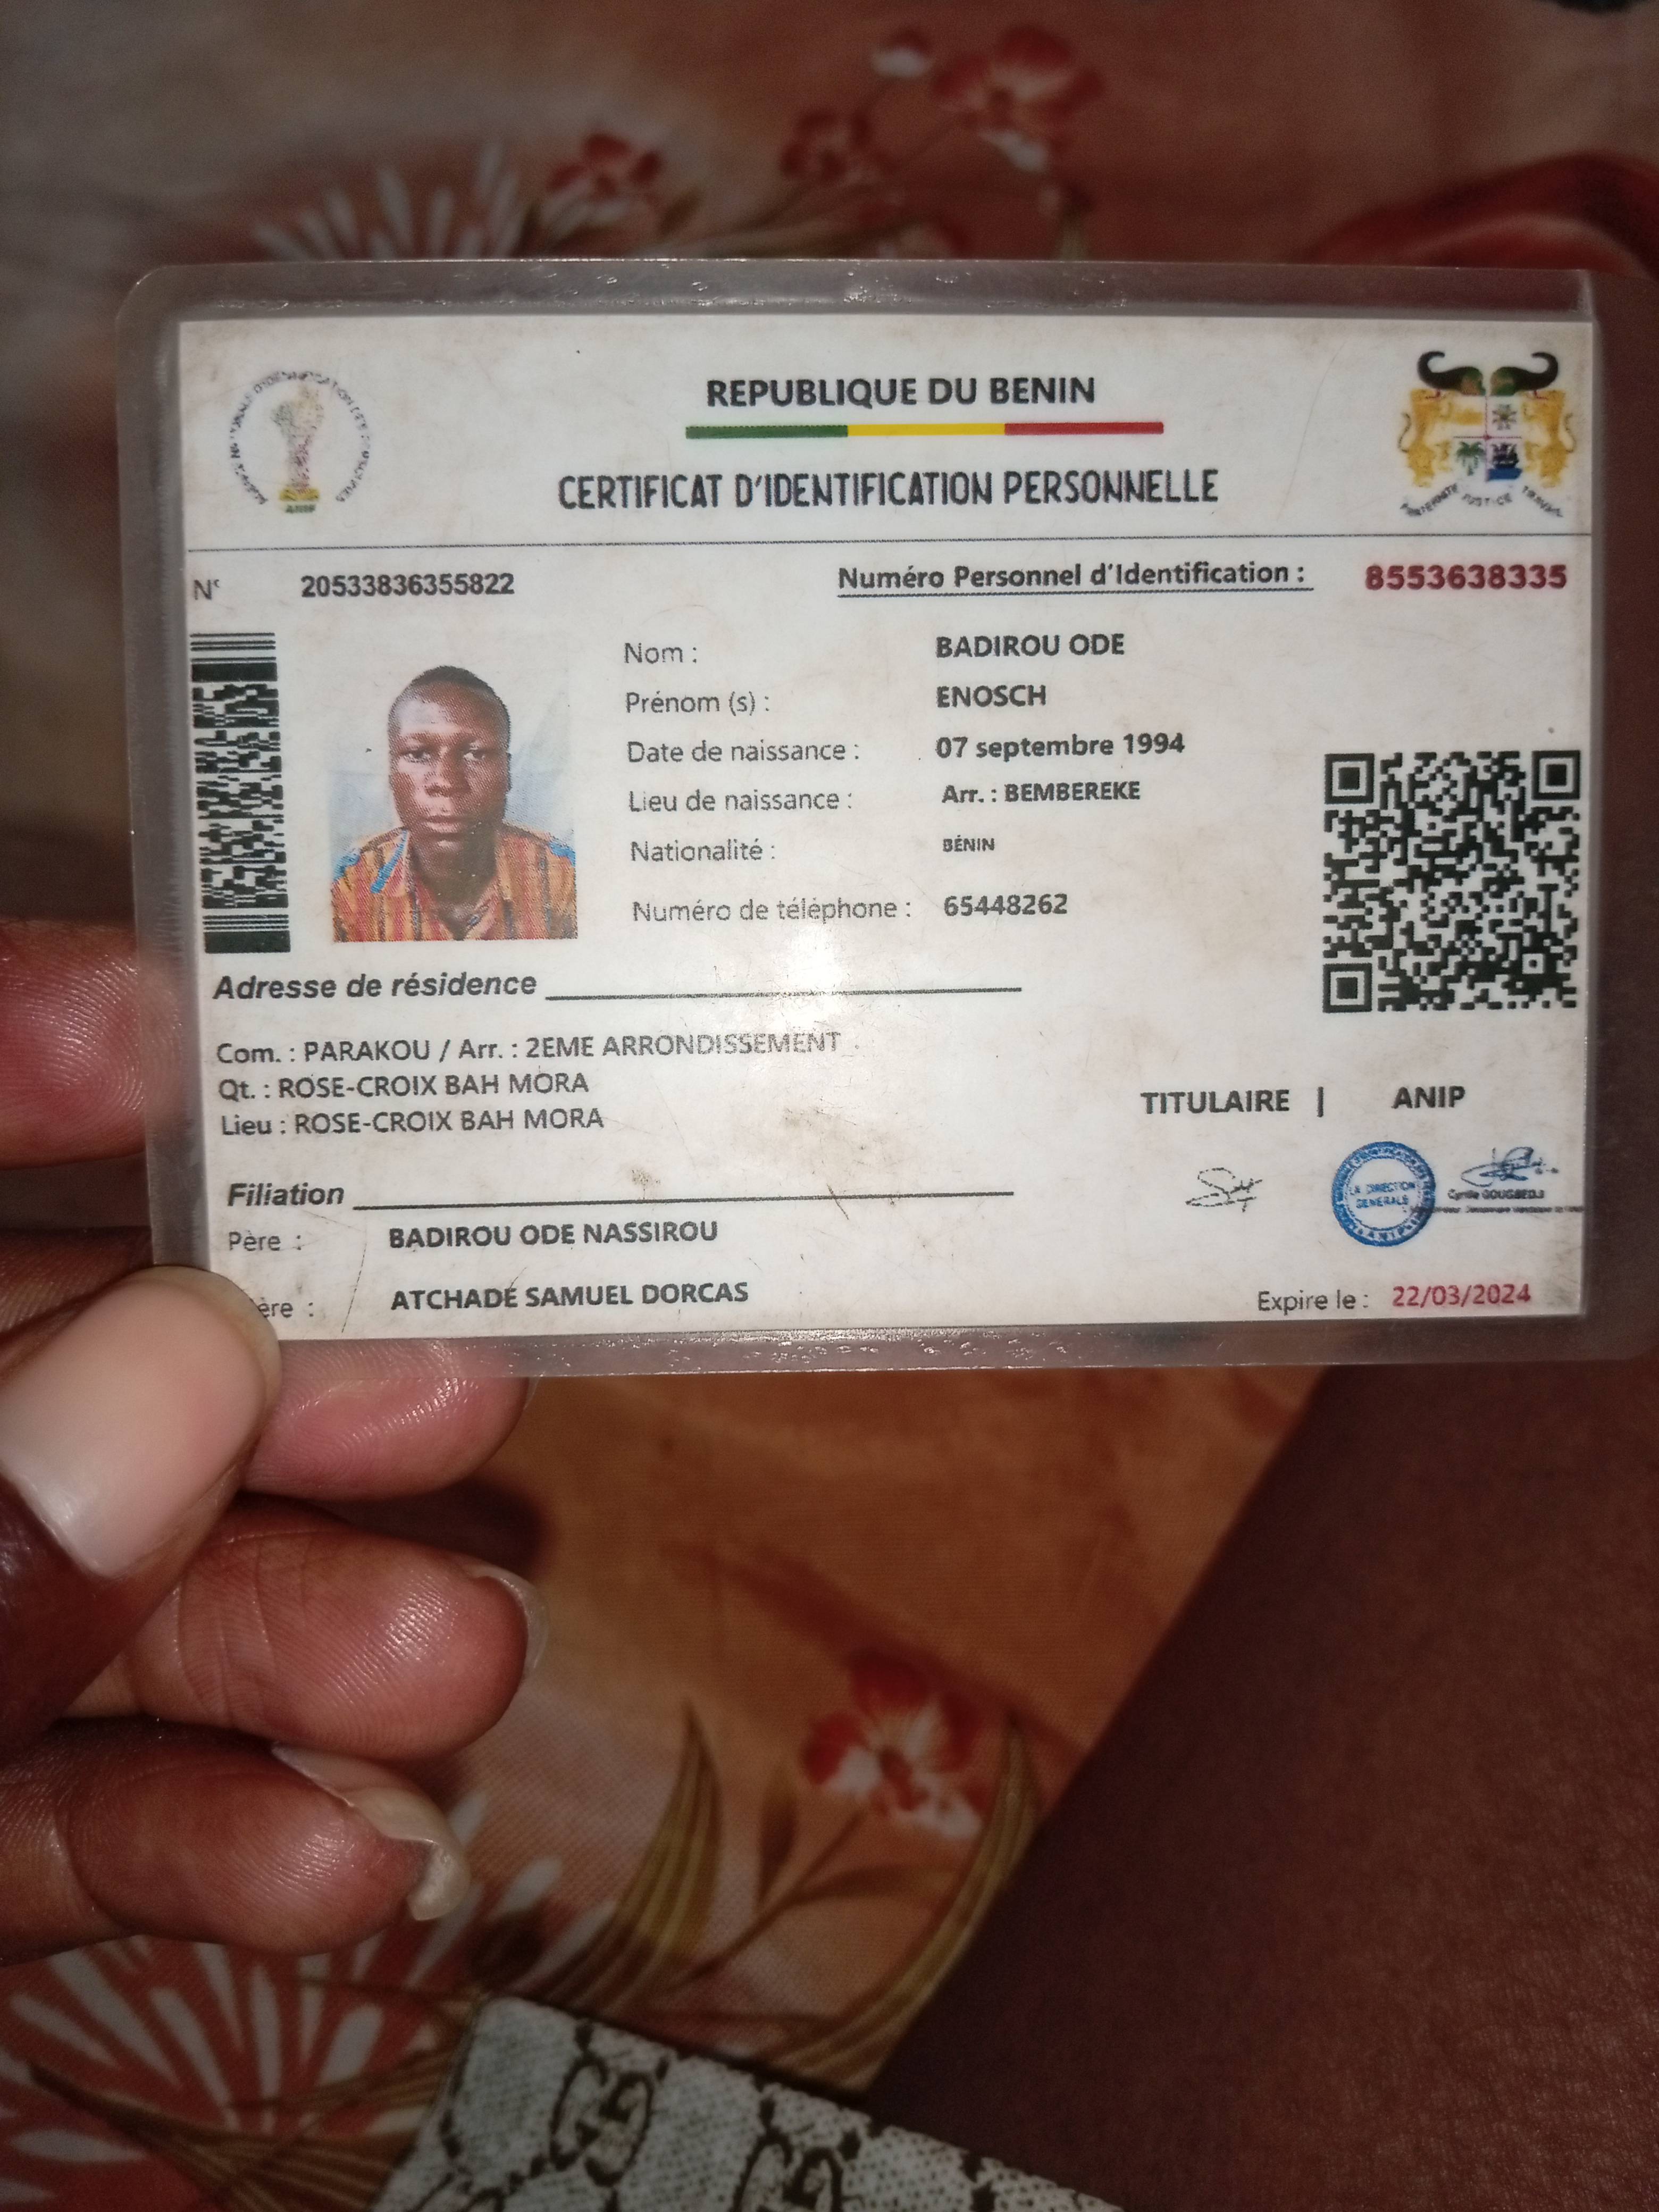 REPUBLIQUE DU BENIN
CERTIFICAT D'IDENTIFICATION PERSONNELLE
ANIP
FRATERNITE JUSTICE TRAVAIL
N° 20533836355822
Numéro Personnel d'Identification : 8553638335
Nom : BADIROU ODE
Prénom (s) : ENOSCH
Date de naissance : 07 septembre 1994
Lieu de naissance : Arr. : BEMBEREKE
Nationalité : BÉNIN
Numéro de téléphone : 65448262
Adresse de résidence
Com. : PARAKOU / Arr. : 2EME ARRONDISSEMENT
Qt. : ROSE-CROIX BAH MORA
Lieu : ROSE-CROIX BAH MORA
TITULAIRE | ANIP
LA DIRECTION
GENERALE
Cyrille GOUGBEDJI
Filiation
Père : BADIROU ODE NASSIROU
ère : ATCHADÉ SAMUEL DORCAS
Expire le : 22/03/2024